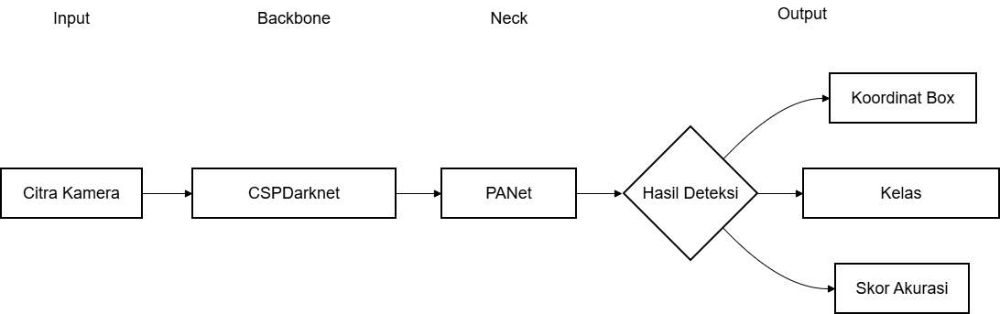 Input
Backbone
Neck
Output
Citra Kamera
CSPDarknet
PANet
Hasil Deteksi
Koordinat Box
Kelas
Skor Akurasi